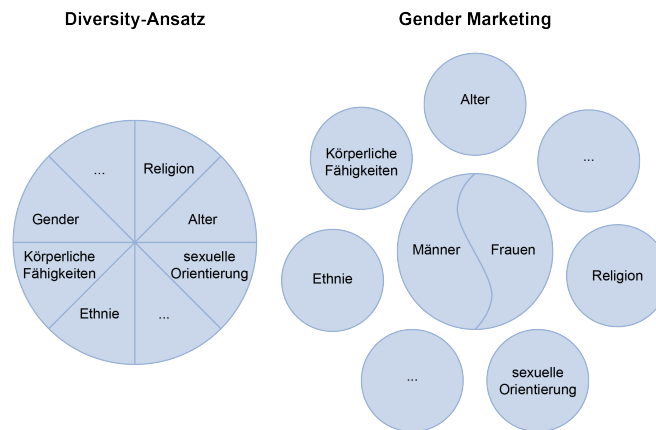 Diversity-Ansatz
...
Religion
Gender
Alter
Körperliche
Fähigkeiten
sexuelle
Orientierung
Ethnie
...
Gender Marketing
Alter
Körperliche
Fähigkeiten
...
Männer
Frauen
Ethnie
Religion
...
sexuelle
Orientierung